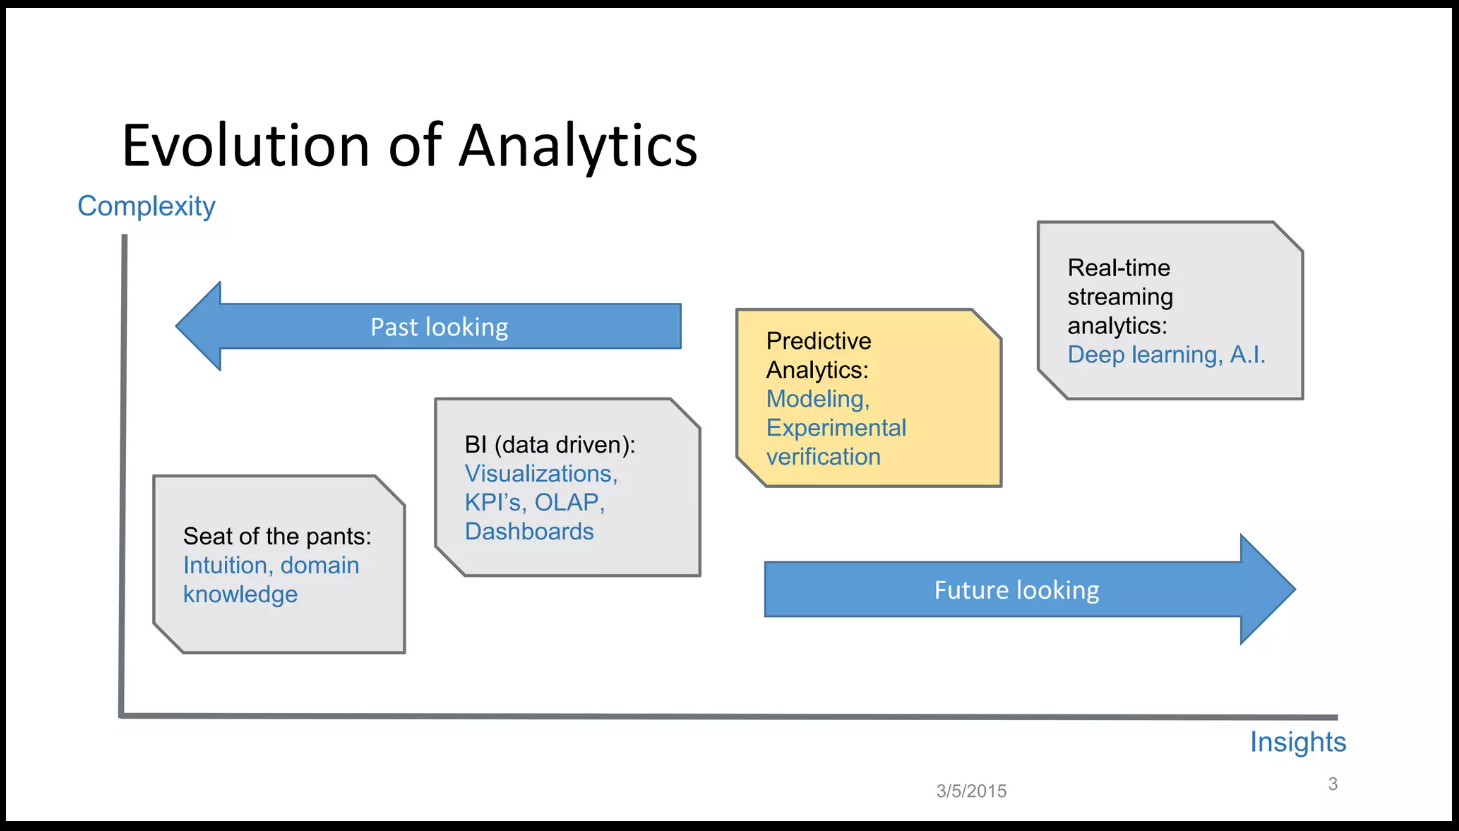 Evolution of Analytics
Complexity
Past looking
Real-time
streaming
analytics:
Deep learning, A.I.
Predictive
Analytics:
Modeling,
Experimental
verification
BI (data driven):
Visualizations,
KPI’s, OLAP,
Dashboards
Seat of the pants:
Intuition, domain
knowledge
Future looking
Insights
3/5/2015
3